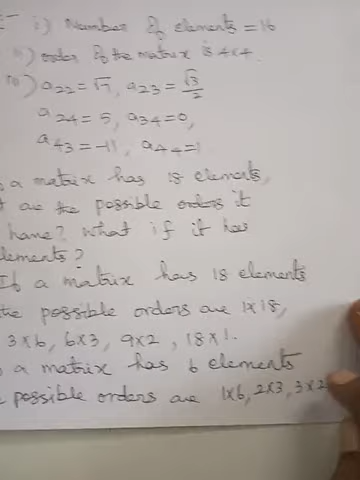 i) Number of elements = 16
ii) order of the matrix is 4×4.
a22 = √7, a23 = √3/2
a24 = 5, a34 = 0,
a43 = -11, a44 = 1
a matrix has 18 elements,
are the possible orders it
have? What if it has
elements?
If a matrix has 18 elements
the possible orders are 1×18,
3×6, 6×3, 9×2, 18×1.
a matrix has 6 elements
possible orders are 1×6, 2×3, 3×2